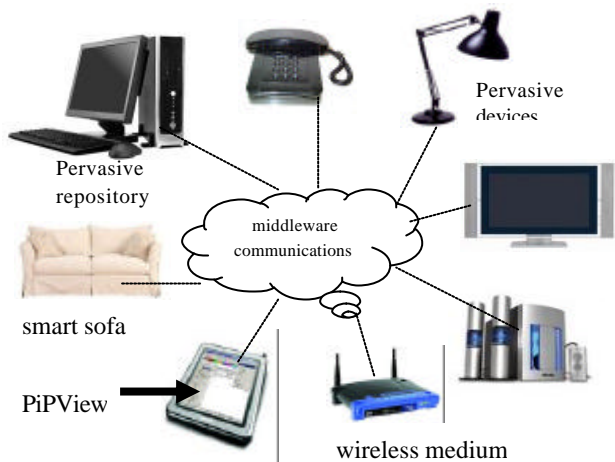 Pervasive
devices
Pervasive
repository
middleware
communications
smart sofa
PiPView
wireless medium